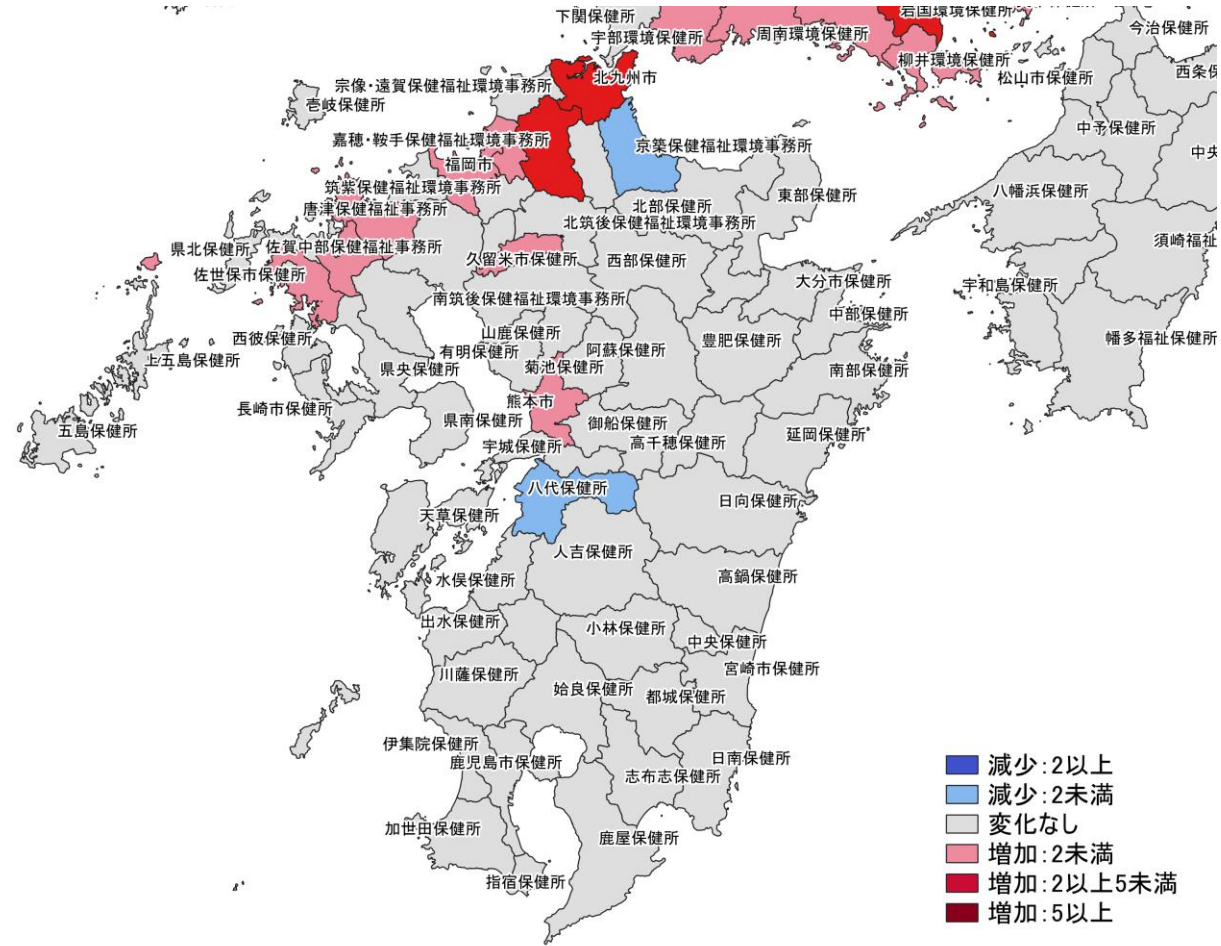 下関保健所
岩国環境保健所
宇部環境保健所
周南環境保健所
今治保健所
柳井環境保健所
松山市保健所
西条保
北九州市
宗像・遠賀保健福祉環境事務所
壱岐保健所
中予保健所
嘉穂・鞍手保健福祉環境事務所
京築保健福祉環境事務所
中央
福岡市
筑紫保健福祉環境事務所
東部保健所
八幡浜保健所
唐津保健福祉事務所
北部保健所
北筑後保健福祉環境事務所
県北保健所
佐賀中部保健福祉事務所
須崎福祉
佐世保市保健所
久留米市保健所
西部保健所
大分市保健所
宇和島保健所
南筑後保健福祉環境事務所
中部保健所
西彼保健所
山鹿保健所
豊肥保健所
幡多福祉保健所
有明保健所
阿蘇保健所
上五島保健所
県央保健所
菊池保健所
南部保健所
長崎市保健所
熊本市
県南保健所
御船保健所
五島保健所
延岡保健所
宇城保健所
高千穂保健所
八代保健所
日向保健所
天草保健所
人吉保健所
水俣保健所
高鍋保健所
出水保健所
小林保健所
中央保健所
宮崎市保健所
川薩保健所
姶良保健所
都城保健所
伊集院保健所
鹿児島市保健所
日南保健所
志布志保健所
加世田保健所
鹿屋保健所
指宿保健所
減少:2以上
減少:2未満
変化なし
増加:2未満
増加:2以上5未満
増加:5以上